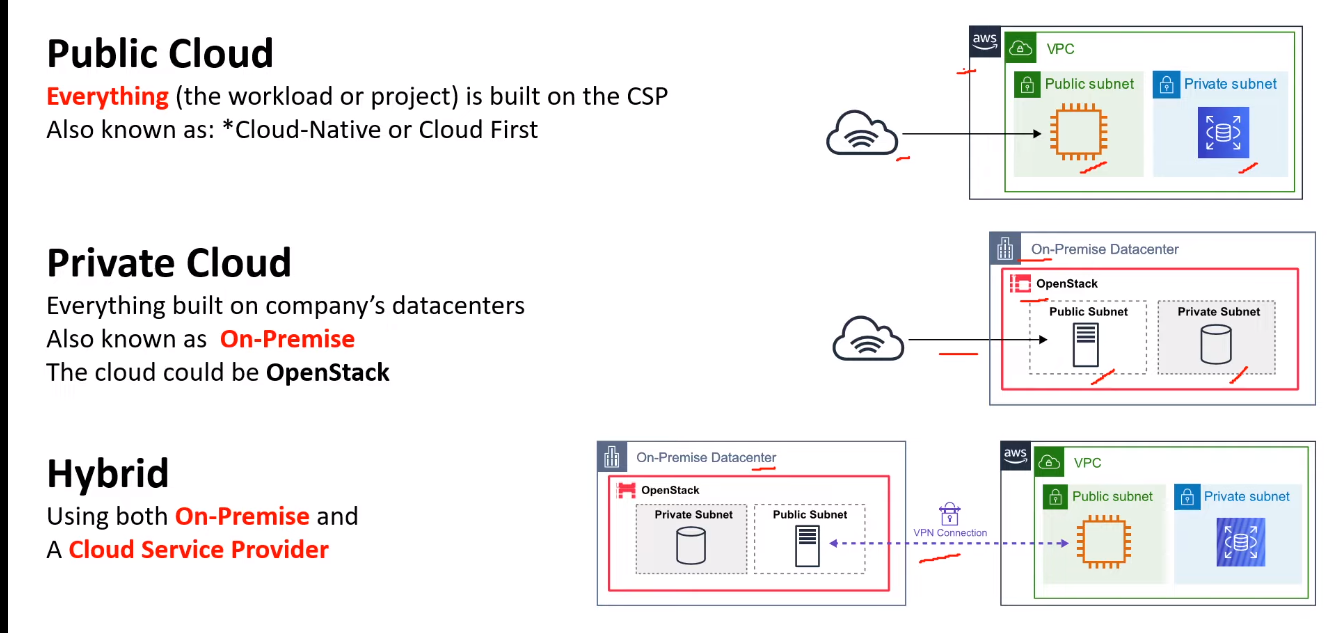 Public Cloud
Everything (the workload or project) is built on the CSP
Also known as: *Cloud-Native or Cloud First
aws
VPC
Public subnet
Private subnet
Private Cloud
Everything built on company's datacenters
Also known as On-Premise
The cloud could be OpenStack
On-Premise Datacenter
OpenStack
Public Subnet
Private Subnet
Hybrid
Using both On-Premise and
A Cloud Service Provider
On-Premise Datacenter
OpenStack
Private Subnet
Public Subnet
VPN Connection
aws
VPC
Public subnet
Private subnet